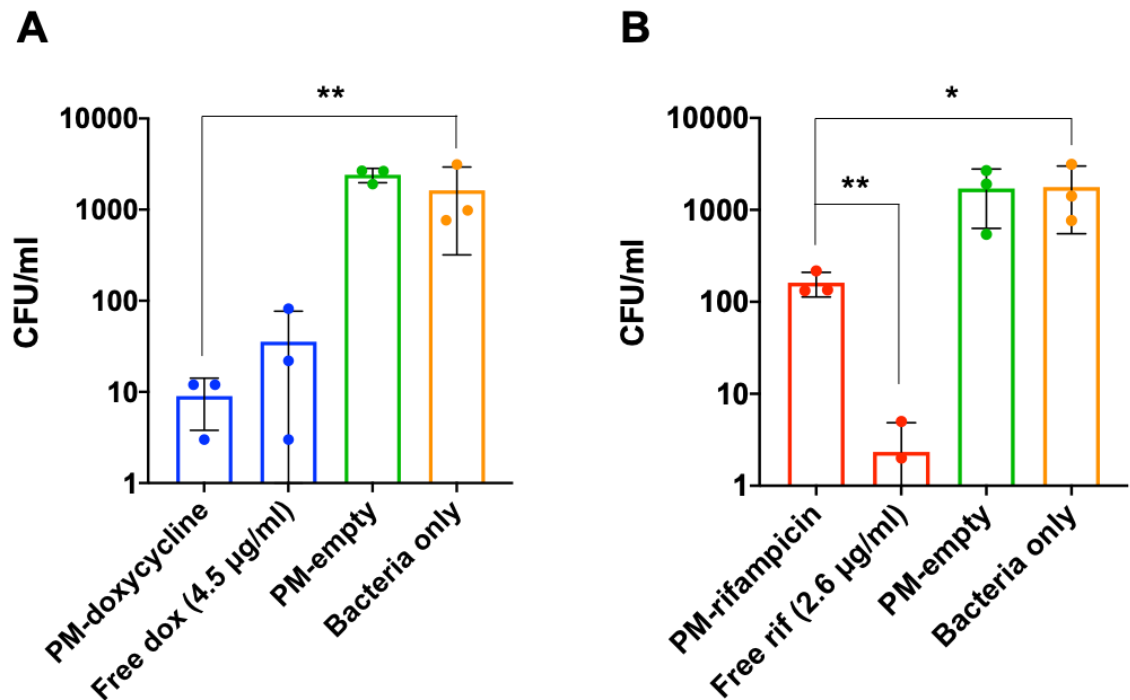 A
**
10000
1000
100
10
1
CFU/ml
PM-doxycycline
Free dox (4.5 µg/ml)
PM-empty
Bacteria only
B
*
**
10000
1000
100
10
1
CFU/ml
PM-rifampicin
Free rif (2.6 µg/ml)
PM-empty
Bacteria only